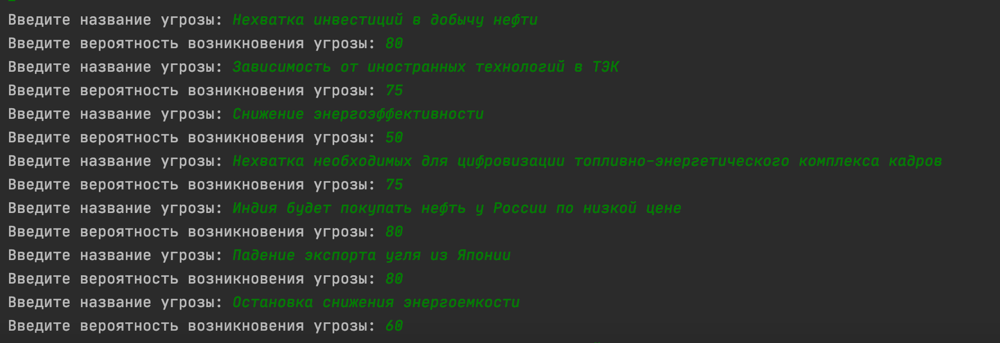 Введите название угрозы: Нехватка инвестиций в добычу нефти
Введите вероятность возникновения угрозы: 80
Введите название угрозы: Зависимость от иностранных технологий в ТЭК
Введите вероятность возникновения угрозы: 75
Введите название угрозы: Снижение энергоэффективности
Введите вероятность возникновения угрозы: 50
Введите название угрозы: Нехватка необходимых для цифровизации топливно-энергетического комплекса кадров
Введите вероятность возникновения угрозы: 75
Введите название угрозы: Индия будет покупать нефть у России по низкой цене
Введите вероятность возникновения угрозы: 80
Введите название угрозы: Падение экспорта угля из Японии
Введите вероятность возникновения угрозы: 80
Введите название угрозы: Остановка снижения энергоемкости
Введите вероятность возникновения угрозы: 60